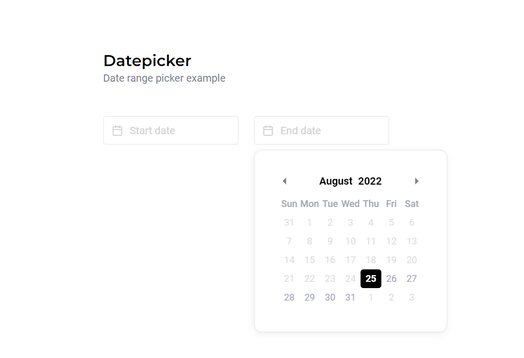 Datepicker
Date range picker example
Start date
End date
August 2022
Sun Mon Tue Wed Thu Fri Sat
31 1 2 3 4 5 6
7 8 9 10 11 12 13
14 15 16 17 18 19 20
21 22 23 24 25 26 27
28 29 30 31 1 2 3